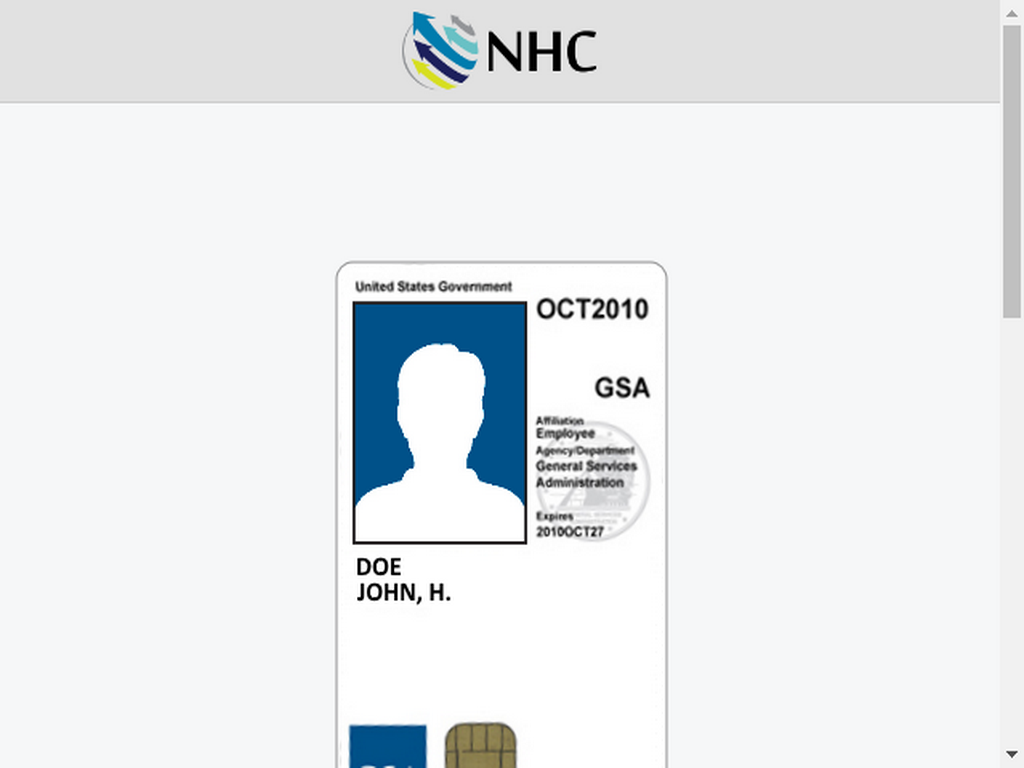 NHC
United States Government
OCT2010
GSA
Affiliation
Employee
Agency/Department
General Services
Administration
Expires
2010OCT27
DOE
JOHN, H.